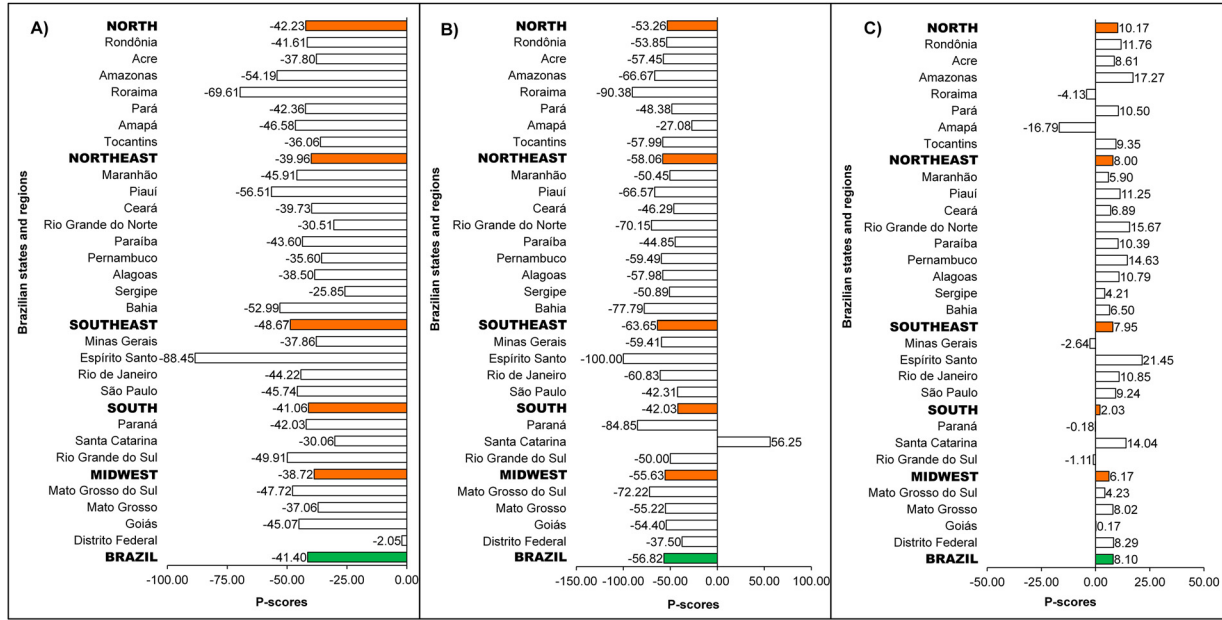 A)
Brazilian states and regions
NORTH -42.23
Rondônia -41.61
Acre -37.80
Amazonas -54.19
Roraima -69.61
Pará -42.36
Amapá -46.58
Tocantins -36.06
NORTHEAST -39.96
Maranhão -45.91
Piauí -56.51
Ceará -39.73
Rio Grande do Norte -30.51
Paraíba -43.60
Pernambuco -35.60
Alagoas -38.50
Sergipe -25.85
Bahia -52.99
SOUTHEAST -48.67
Minas Gerais -37.86
Espírito Santo -88.45
Rio de Janeiro -44.22
São Paulo -45.74
SOUTH -41.06
Paraná -42.03
Santa Catarina -30.06
Rio Grande do Sul -49.91
MIDWEST -38.72
Mato Grosso do Sul -47.72
Mato Grosso -37.06
Goiás -45.07
Distrito Federal -2.05
BRAZIL -41.40
-100.00 -75.00 -50.00 -25.00 0.00
P-scores
B)
Brazilian states and regions
NORTH -53.26
Rondônia -53.85
Acre -57.45
Amazonas -66.67
Roraima -90.38
Pará -48.38
Amapá -27.08
Tocantins -57.99
NORTHEAST -58.06
Maranhão -50.45
Piauí -66.57
Ceará -46.29
Rio Grande do Norte -70.15
Paraíba -44.85
Pernambuco -59.49
Alagoas -57.98
Sergipe -50.89
Bahia -77.79
SOUTHEAST -63.65
Minas Gerais -59.41
Espírito Santo -100.00
Rio de Janeiro -60.83
São Paulo -42.31
SOUTH -42.03
Paraná -84.85
Santa Catarina 56.25
Rio Grande do Sul -50.00
MIDWEST -55.63
Mato Grosso do Sul -72.22
Mato Grosso -55.22
Goiás -54.40
Distrito Federal -37.50
BRAZIL -56.82
-150.00 -100.00 -50.00 0.00 50.00 100.00
P-scores
C)
Brazilian states and regions
NORTH 10.17
Rondônia 11.76
Acre 8.61
Amazonas 17.27
Roraima -4.13
Pará 10.50
Amapá -16.79
Tocantins 9.35
NORTHEAST 8.00
Maranhão 5.90
Piauí 11.25
Ceará 6.89
Rio Grande do Norte 15.67
Paraíba 10.39
Pernambuco 14.63
Alagoas 10.79
Sergipe 4.21
Bahia 6.50
SOUTHEAST 7.95
Minas Gerais -2.64
Espírito Santo 21.45
Rio de Janeiro 10.85
São Paulo 9.24
SOUTH 2.03
Paraná -0.18
Santa Catarina 14.04
Rio Grande do Sul -1.11
MIDWEST 6.17
Mato Grosso do Sul 4.23
Mato Grosso 8.02
Goiás 0.17
Distrito Federal 8.29
BRAZIL 8.10
-50.00 -25.00 0.00 25.00 50.00
P-scores